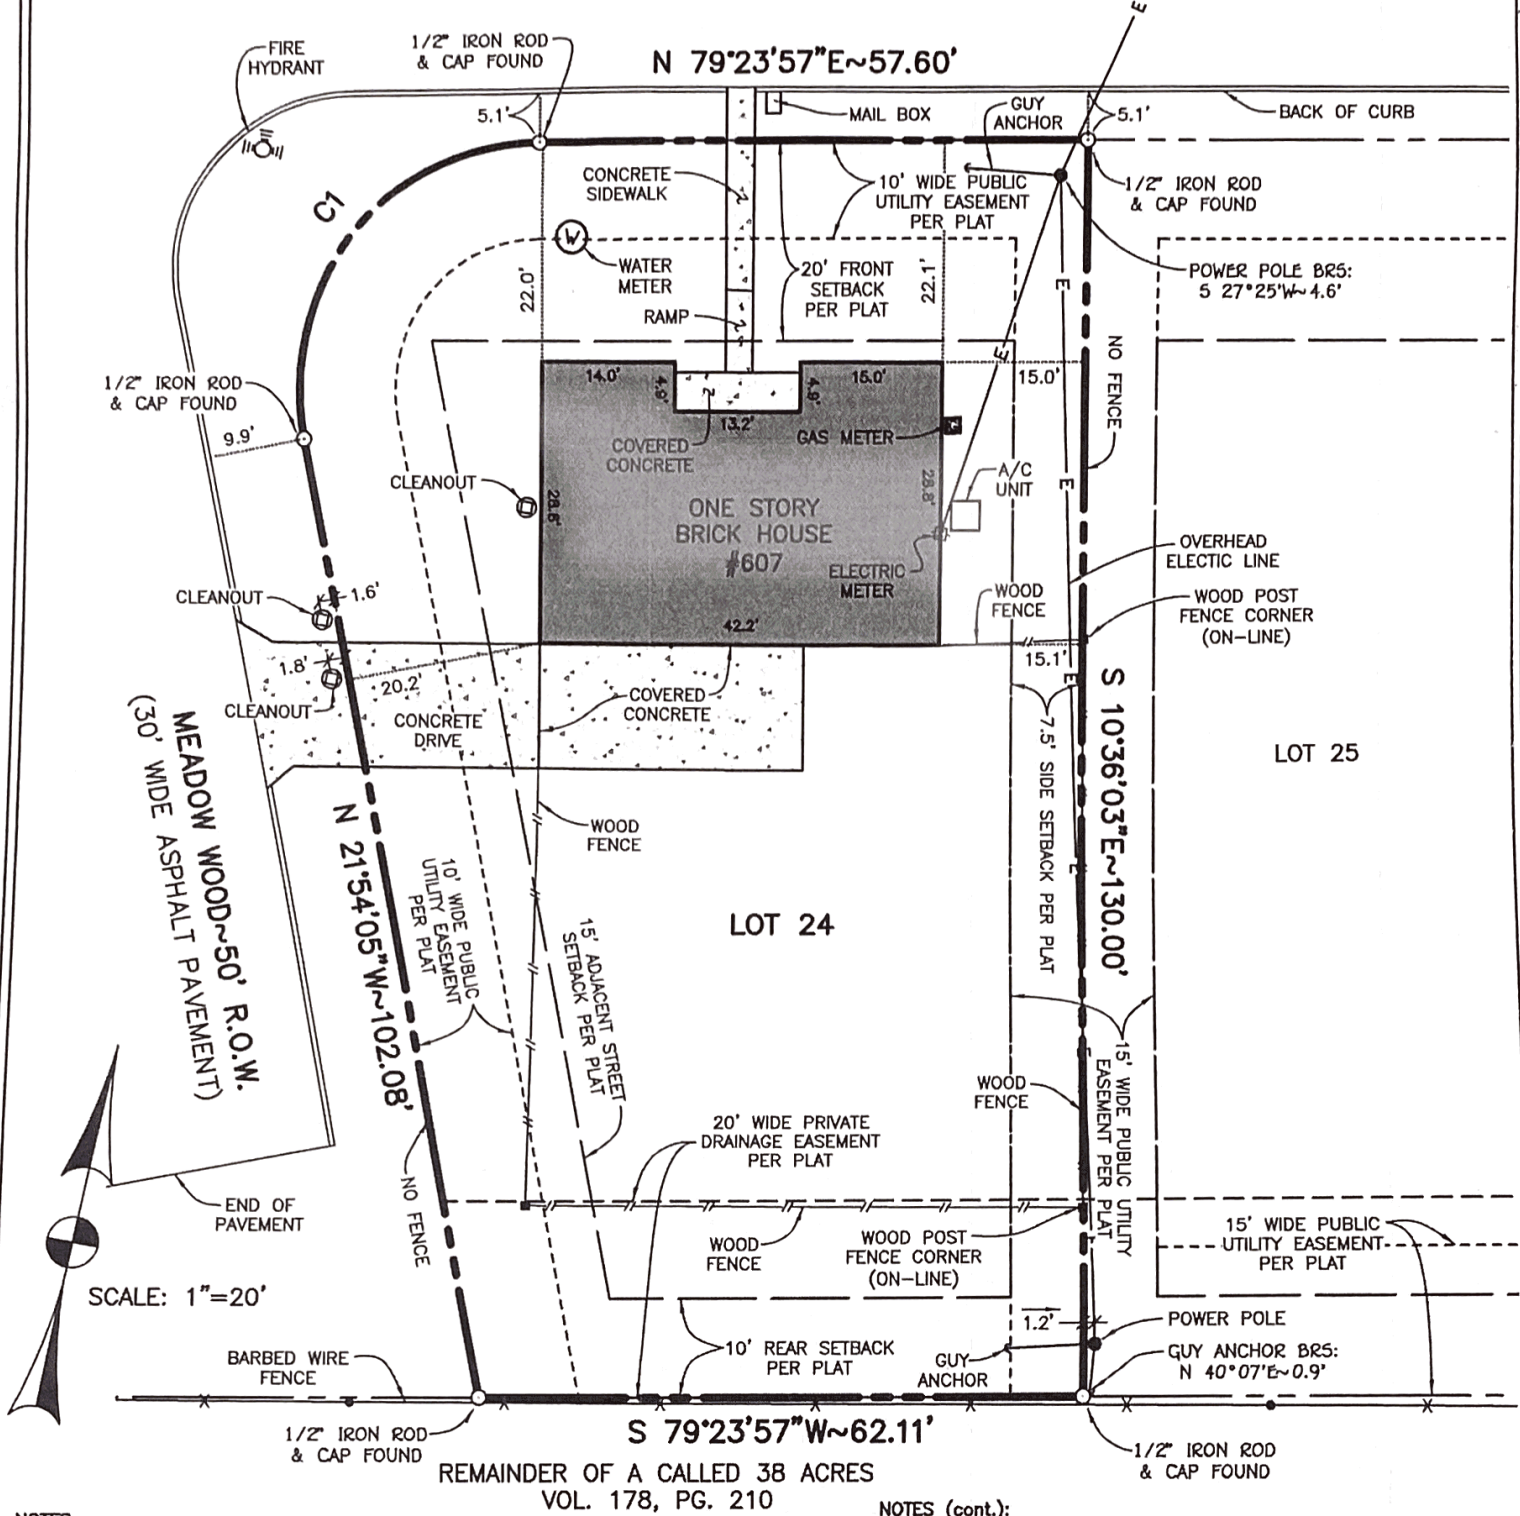 E
FIRE
HYDRANT
1/2" IRON ROD
& CAP FOUND
N 79°23'57"E~57.60'
5.1'
MAIL BOX
GUY
ANCHOR
5.1'
BACK OF CURB
CONCRETE
SIDEWALK
10' WIDE PUBLIC
UTILITY EASEMENT
PER PLAT
1/2" IRON ROD
& CAP FOUND
W
WATER
METER
22.0'
20' FRONT
SETBACK
PER PLAT
22.1'
POWER POLE BRS:
S 27°25'W~4.6'
E
RAMP
E
NO FENCE
1/2" IRON ROD
& CAP FOUND
14.0'
4.9'
4.9'
15.0'
15.0'
9.9'
13.2'
GAS METER
G
COVERED
CONCRETE
CLEANOUT
28.6'
28.8'
A/C
UNIT
E
ONE STORY
BRICK HOUSE
#607
ELECTRIC
METER
OVERHEAD
ELECTIC LINE
CLEANOUT
1.6'
42.2'
WOOD
FENCE
WOOD POST
FENCE CORNER
(ON-LINE)
1.8'
20.2'
15.1'
E
CLEANOUT
CONCRETE
DRIVE
COVERED
CONCRETE
MEADOW WOOD~50' R.O.W.
(30' WIDE ASPHALT PAVEMENT)
N 21°54'05"W~102.08'
WOOD
FENCE
7.5' SIDE SETBACK PER PLAT
S 10°36'03"E~130.00'
LOT 25
E
10' WIDE PUBLIC
UTILITY EASEMENT
PER PLAT
15' ADJACENT STREET
SETBACK PER PLAT
LOT 24
WOOD
FENCE
15' WIDE PUBLIC UTILITY
EASEMENT PER PLAT
20' WIDE PRIVATE
DRAINAGE EASEMENT
PER PLAT
END OF
PAVEMENT
NO FENCE
WOOD
FENCE
WOOD POST
FENCE CORNER
(ON-LINE)
15' WIDE PUBLIC
UTILITY EASEMENT
PER PLAT
SCALE: 1"=20'
1.2'
POWER POLE
BARBED WIRE
FENCE
10' REAR SETBACK
PER PLAT
GUY
ANCHOR
GUY ANCHOR BRS:
N 40°07'E~0.9'
1/2" IRON ROD
& CAP FOUND
S 79°23'57"W~62.11'
1/2" IRON ROD
& CAP FOUND
REMAINDER OF A CALLED 38 ACRES
VOL. 178, PG. 210
NOTES
NOTES (cont.):